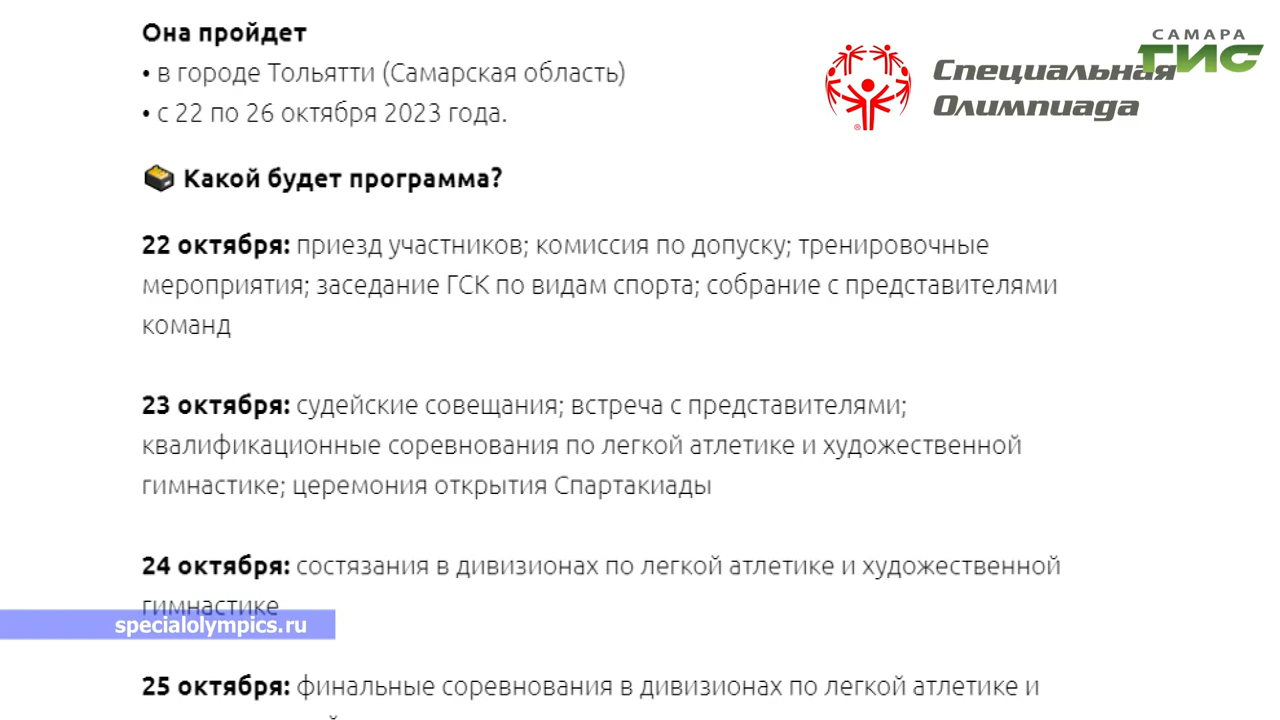 Она пройдет
• в городе Тольятти (Самарская область)
• с 22 по 26 октября 2023 года.
Специальная
Олимпиада
САМАРА
ГИС
Какой будет программа?
22 октября: приезд участников; комиссия по допуску; тренировочные
мероприятия; заседание ГСК по видам спорта; собрание с представителями
команд
23 октября: судейские совещания; встреча с представителями;
квалификационные соревнования по легкой атлетике и художественной
гимнастике; церемония открытия Спартакиады
24 октября: состязания в дивизионах по легкой атлетике и художественной
гимнастике
specialolympics.ru
25 октября: финальные соревнования в дивизионах по легкой атлетике и